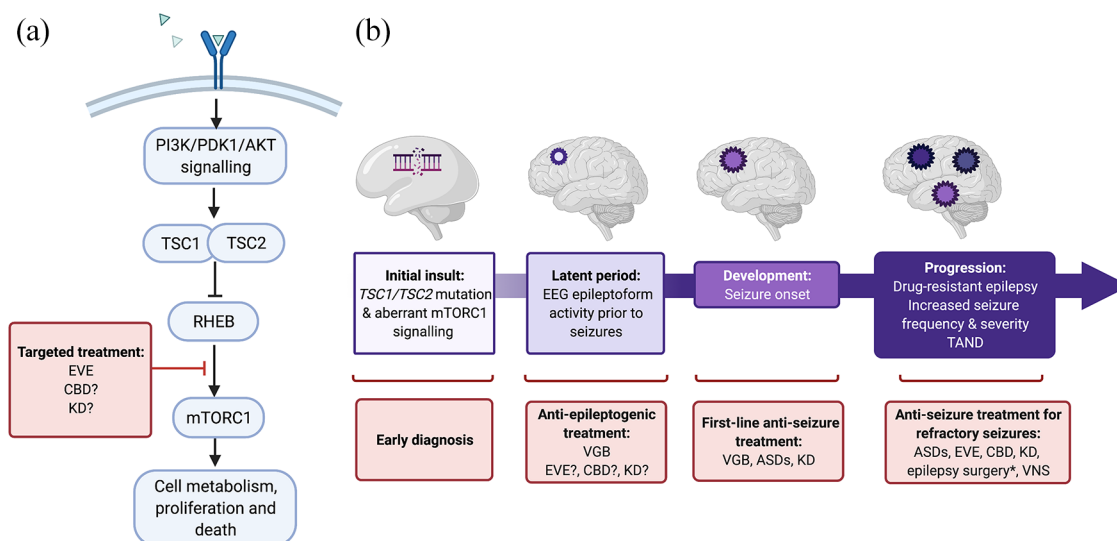 (a)
PI3K/PDK1/AKT
signalling
TSC1
TSC2
RHEB
Targeted treatment:
EVE
CBD?
KD?
mTORC1
Cell metabolism,
proliferation and
death
(b)
Initial insult:
TSC1/TSC2 mutation
& aberrant mTORC1
signalling
Latent period:
EEG epileptoform
activity prior to
seizures
Development:
Seizure onset
Progression:
Drug-resistant epilepsy
Increased seizure
frequency & severity
TAND
Early diagnosis
Anti-epileptogenic
treatment:
VGB
EVE?, CBD?, KD?
First-line anti-seizure
treatment:
VGB, ASDs, KD
Anti-seizure treatment for
refractory seizures:
ASDs, EVE, CBD, KD,
epilepsy surgery*, VNS